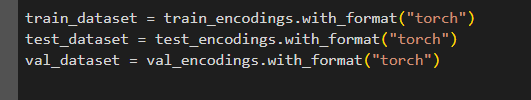 train_dataset = train_encodings.with_format("torch")
test_dataset = test_encodings.with_format("torch")
val_dataset = val_encodings.with_format("torch")